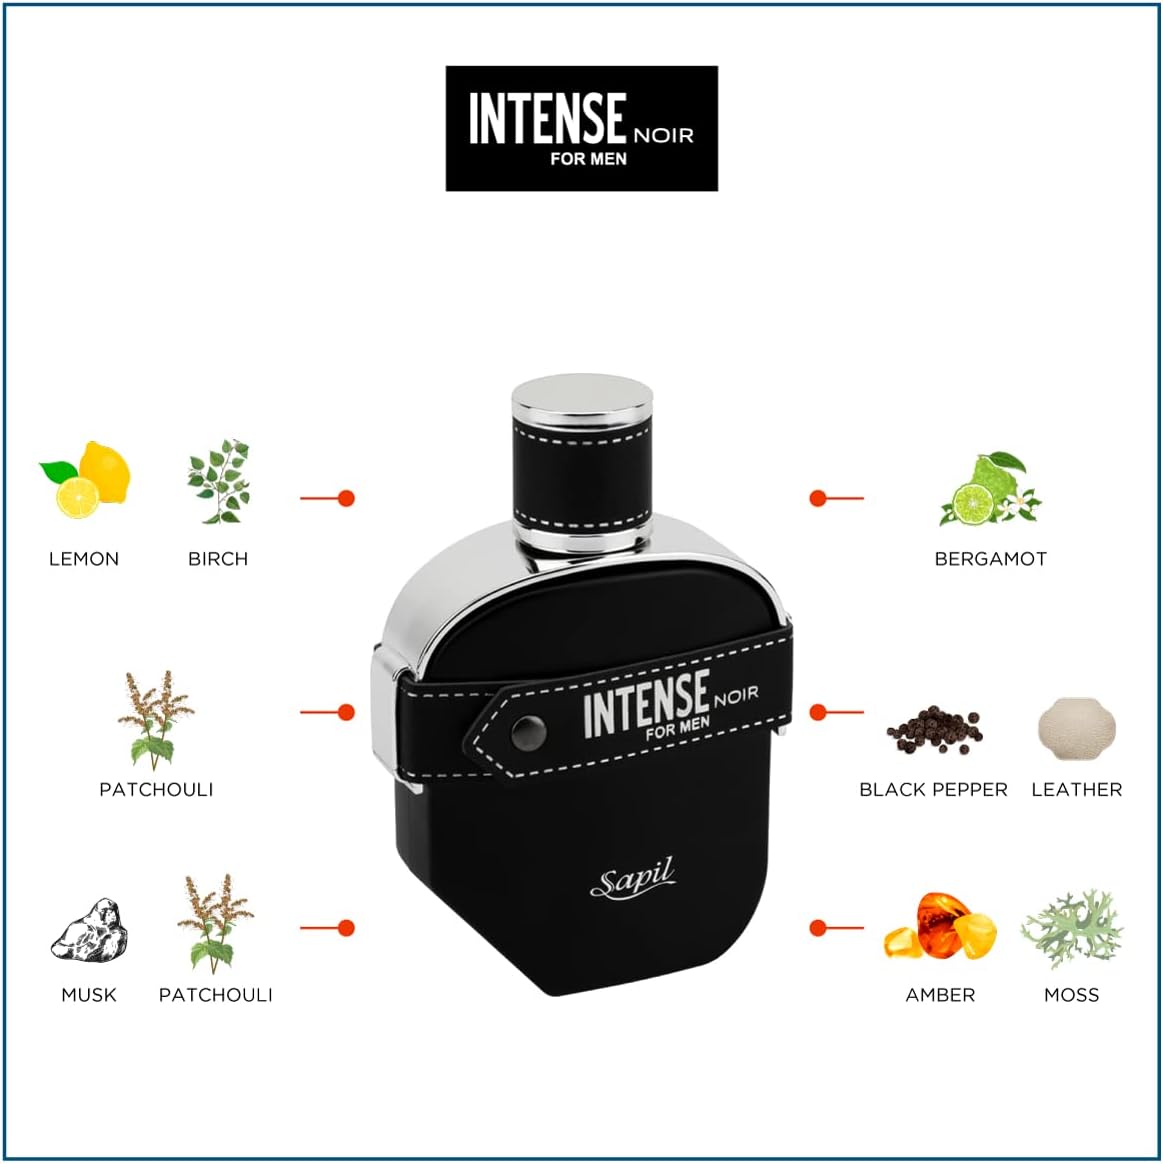 INTENSE NOIR
FOR MEN
LEMON
BIRCH
BERGAMOT
INTENSE NOIR
FOR MEN
PATCHOULI
BLACK PEPPER
LEATHER
Sapil
MUSK
PATCHOULI
AMBER
MOSS